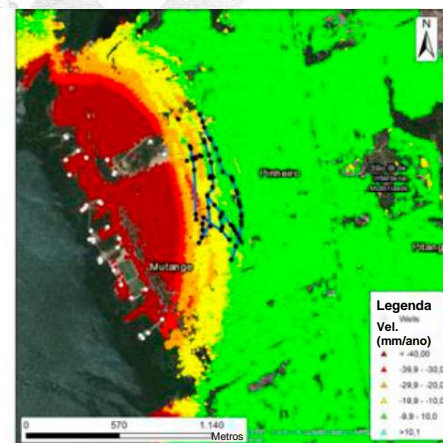 N
Pinheiro
Mutange
Pitang
Legenda
Wells
Vel.
(mm/ano)
< -40,00
-39,9 - -30,0
-29,9 - -20,0
-19,9 - -10,0
-9,9 - 10,0
>10,1
0 570 1.140
Metros